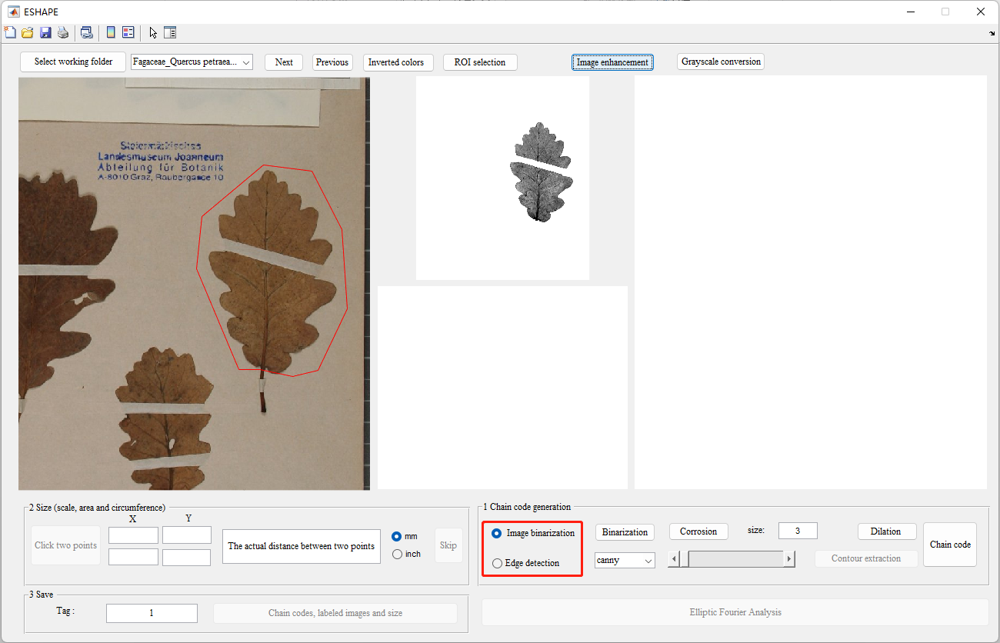 ESHAPE
Select working folder
Fagaceae_Quercus petraea...
Next
Previous
Inverted colors
ROI selection
Image enhancement
Grayscale conversion
Steiermärkisches
Landesmuseum Joanneum
Abteilung für Botanik
A-8010 Graz, Raubergasse 10
2 Size (scale, area and circumference)
X
Y
Click two points
The actual distance between two points
mm
inch
Skip
1 Chain code generation
Image binarization
Edge detection
Binarization
canny
Corrosion
size:
3
Dilation
Contour extraction
Chain code
3 Save
Tag :
1
Chain codes, labeled images and size
Elliptic Fourier Analysis